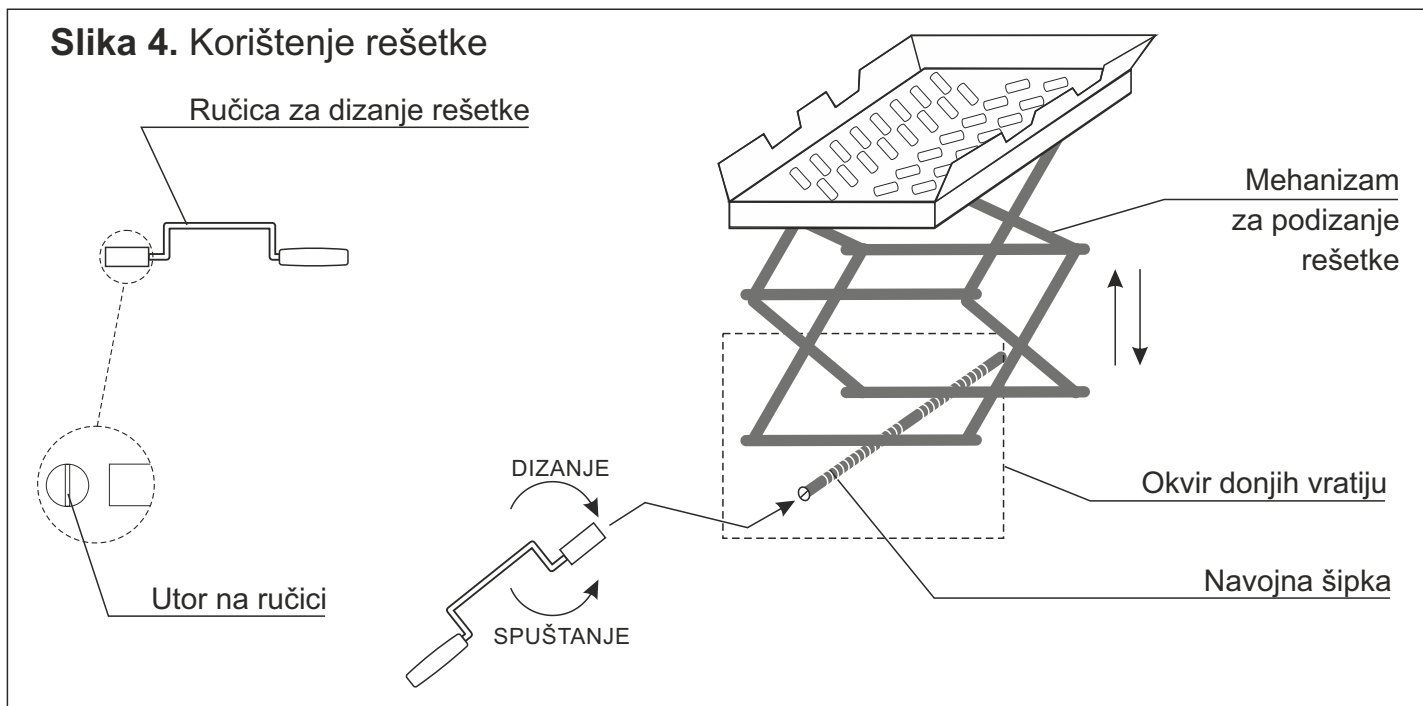 Slika 4. Korištenje rešetke
Ručica za dizanje rešetke
Mehanizam
za podizanje
rešetke
DIZANJE
Okvir donjih vratiju
Utor na ručici
Navojna šipka
SPUŠTANJE